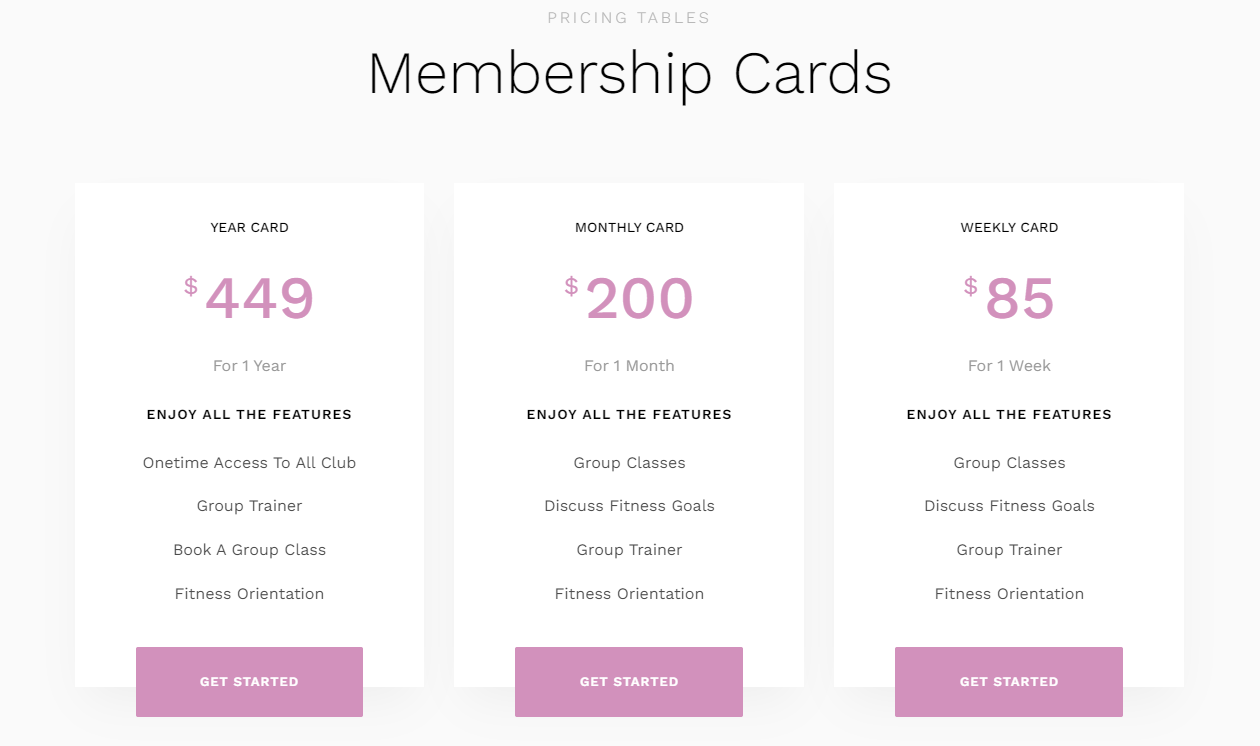 PRICING TABLES
Membership Cards
YEAR CARD
$449
For 1 Year
ENJOY ALL THE FEATURES
Onetime Access To All Club
Group Trainer
Book A Group Class
Fitness Orientation
GET STARTED
MONTHLY CARD
$200
For 1 Month
ENJOY ALL THE FEATURES
Group Classes
Discuss Fitness Goals
Group Trainer
Fitness Orientation
GET STARTED
WEEKLY CARD
$85
For 1 Week
ENJOY ALL THE FEATURES
Group Classes
Discuss Fitness Goals
Group Trainer
Fitness Orientation
GET STARTED